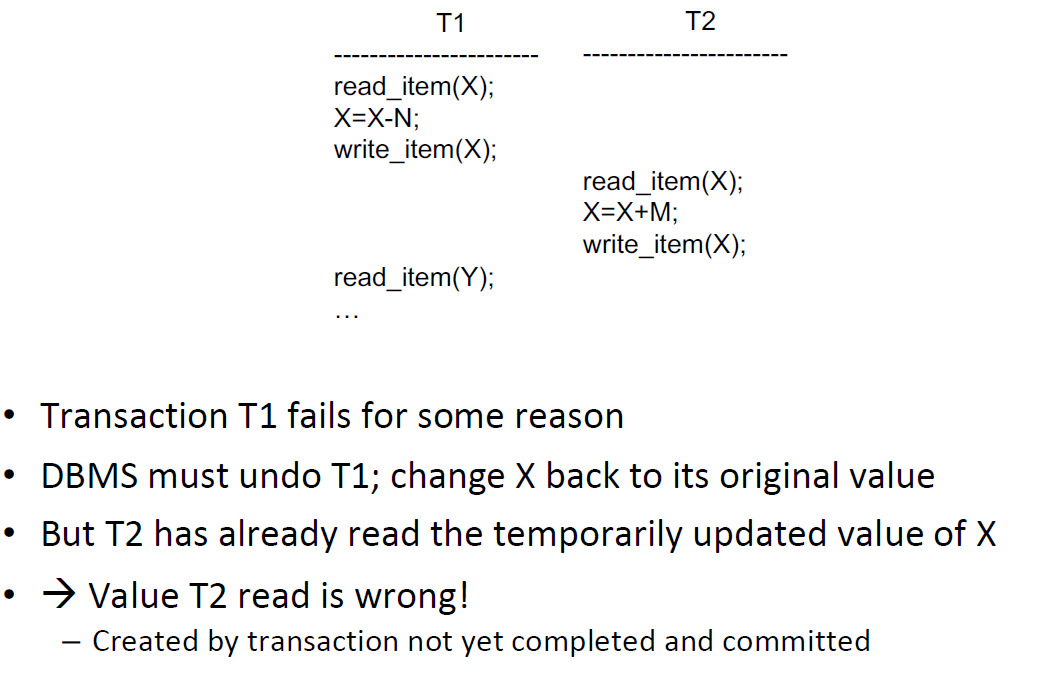 T1 T2
----------------------- -----------------------
read_item(X);
X=X-N;
write_item(X);
read_item(X);
X=X+M;
write_item(X);
read_item(Y);
…
• Transaction T1 fails for some reason
• DBMS must undo T1; change X back to its original value
• But T2 has already read the temporarily updated value of X
• → Value T2 read is wrong!
– Created by transaction not yet completed and committed